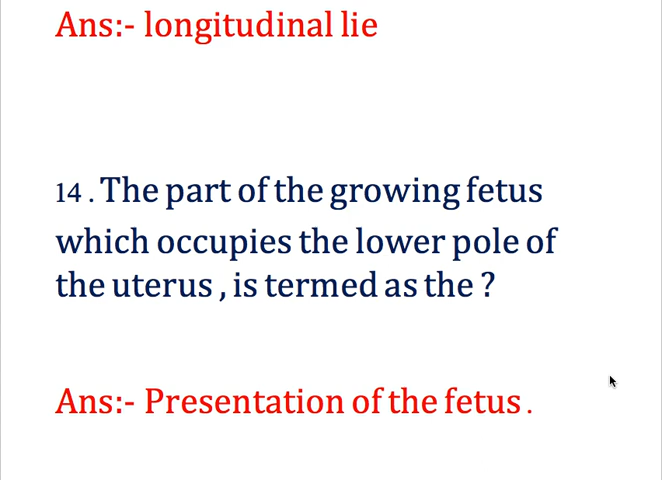 Ans:- longitudinal lie
14 . The part of the growing fetus
which occupies the lower pole of
the uterus , is termed as the ?
Ans:- Presentation of the fetus .